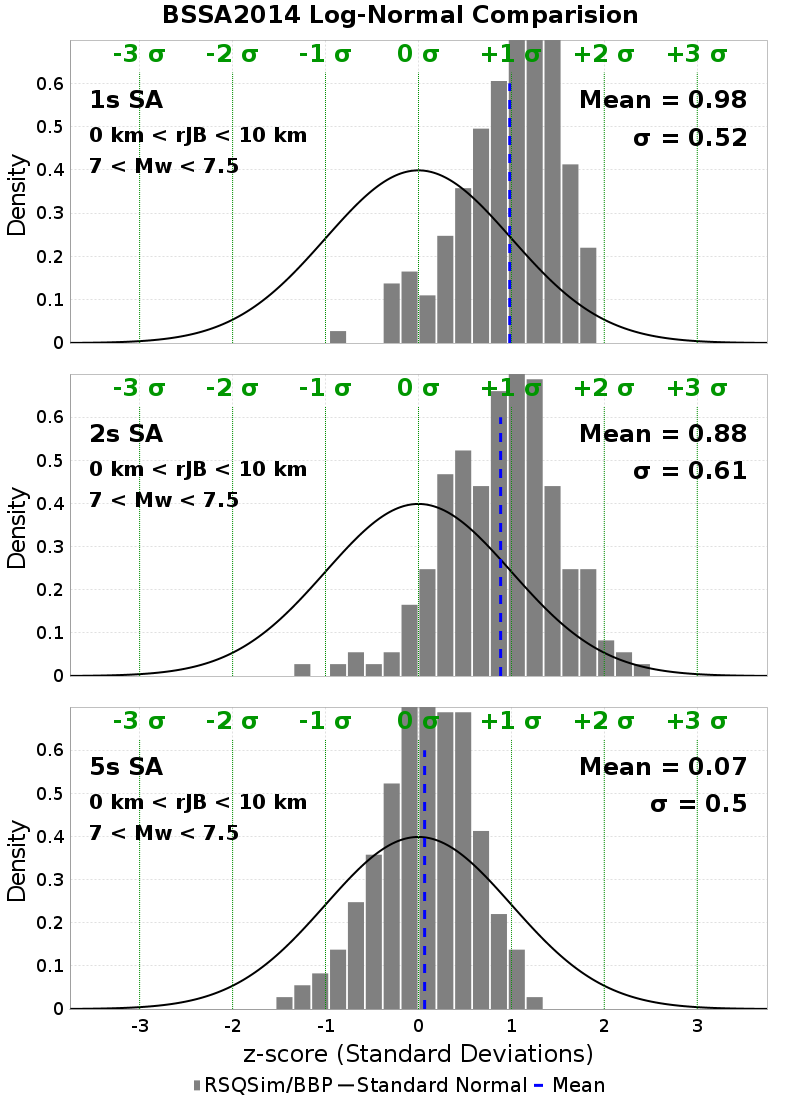 BSSA2014 Log-Normal Comparision
-3 σ -2 σ -1 σ 0 σ +1 σ +2 σ +3 σ
1s SA
Mean = 0.98
0 km < rJB < 10 km
σ = 0.52
7 < Mw < 7.5
Density
0.6
0.5
0.4
0.3
0.2
0.1
0
-3 σ -2 σ -1 σ 0 σ +1 σ +2 σ +3 σ
2s SA
Mean = 0.88
0 km < rJB < 10 km
σ = 0.61
7 < Mw < 7.5
Density
0.6
0.5
0.4
0.3
0.2
0.1
0
-3 σ -2 σ -1 σ 0 σ +1 σ +2 σ +3 σ
5s SA
Mean = 0.07
0 km < rJB < 10 km
σ = 0.5
7 < Mw < 7.5
Density
0.6
0.5
0.4
0.3
0.2
0.1
0
-3 -2 -1 0 1 2 3
z-score (Standard Deviations)
RSQSim/BBP Standard Normal Mean